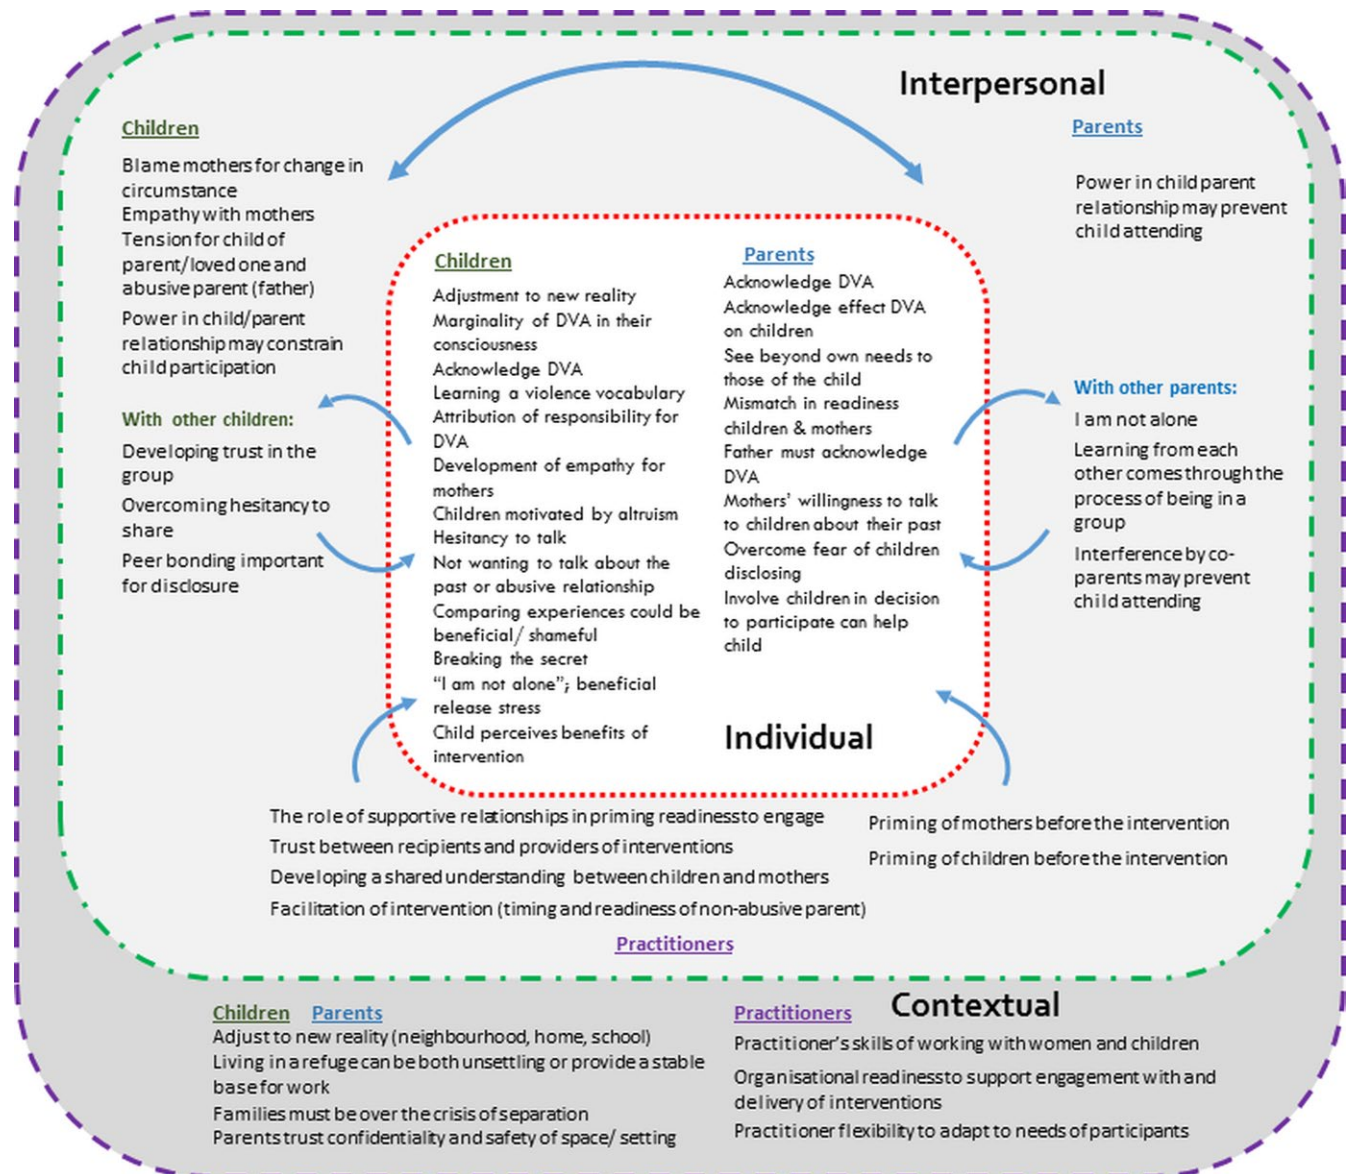 Interpersonal
Children
Blame mothers for change in
circumstance
Empathy with mothers
Tension for child of
parent/loved one and
abusive parent (father)
Power in child/parent
relationship may constrain
child participation
With other children:
Developing trust in the
group
Overcoming hesitancy to
share
Peer bonding important
for disclosure
Children
Adjustment to new reality
Marginality of DVA in their
consciousness
Acknowledge DVA
Learning a violence vocabulary
Attribution of responsibility for
DVA
Development of empathy for
mothers
Children motivated by altruism
Hesitancy to talk
Not wanting to talk about the
past or abusive relationship
Comparing experiences could be
beneficial/ shameful
Breaking the secret
"I am not alone"; beneficial
release stress
Child perceives benefits of
intervention
Parents
Acknowledge DVA
Acknowledge effect DVA
on children
See beyond own needs to
those of the child
Mismatch in readiness
children & mothers
Father must acknowledge
DVA
Mothers' willingness to talk
to children about their past
Overcome fear of children
disclosing
Involve children in decision
to participate can help
child
Individual
Parents
Power in child parent
relationship may prevent
child attending
With other parents:
I am not alone
Learning from each
other comes through the
process of being in a
group
Interference by co-
parents may prevent
child attending
The role of supportive relationships in priming readiness to engage
Trust between recipients and providers of interventions
Developing a shared understanding between children and mothers
Facilitation of intervention (timing and readiness of non-abusive parent)
Priming of mothers before the intervention
Priming of children before the intervention
Practitioners
Contextual
Children Parents
Adjust to new reality (neighbourhood, home, school)
Living in a refuge can be both unsettling or provide a stable
base for work
Families must be over the crisis of separation
Parents trust confidentiality and safety of space/ setting
Practitioners
Practitioner's skills of working with women and children
Organisational readiness to support engagement with and
delivery of interventions
Practitioner flexibility to adapt to needs of participants